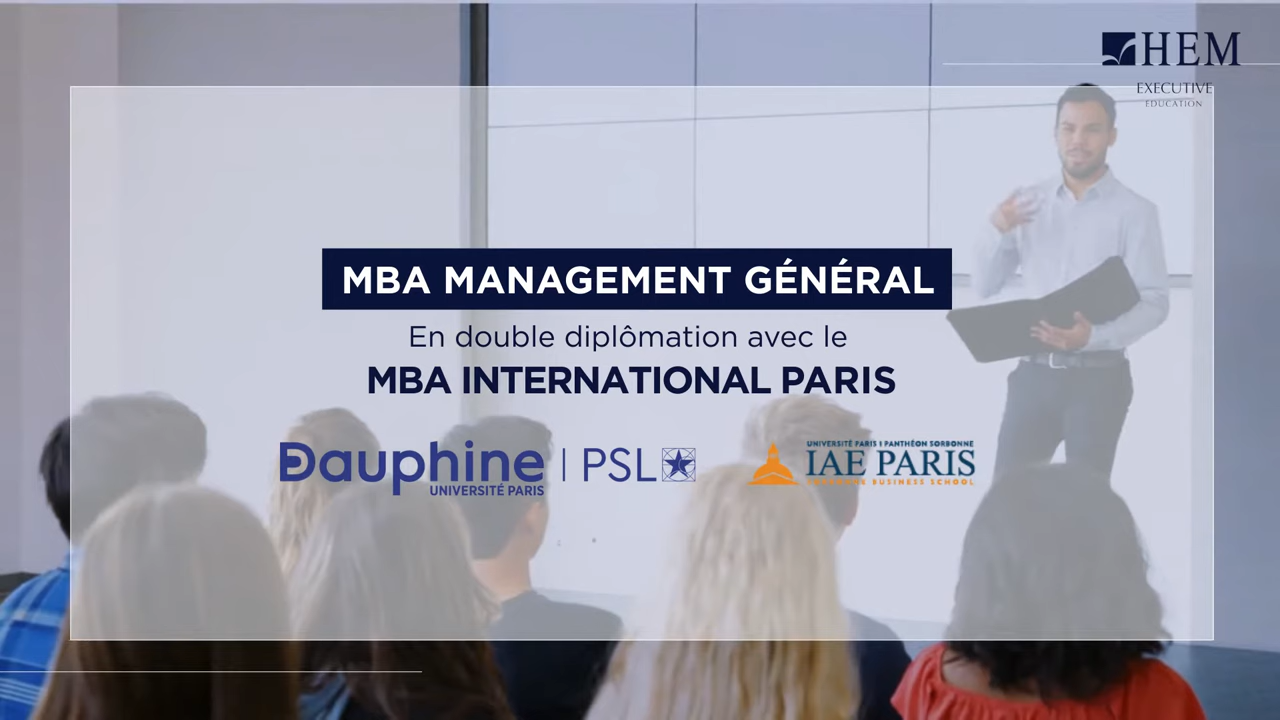 HEM
EXECUTIVE
EDUCATION
MBA MANAGEMENT GÉNÉRAL
En double diplômation avec le
MBA INTERNATIONAL PARIS
Dauphine | PSL
UNIVERSITÉ PARIS
UNIVERSITÉ PARIS 1 PANTHÉON SORBONNE
IAE PARIS
SORBONNE BUSINESS SCHOOL